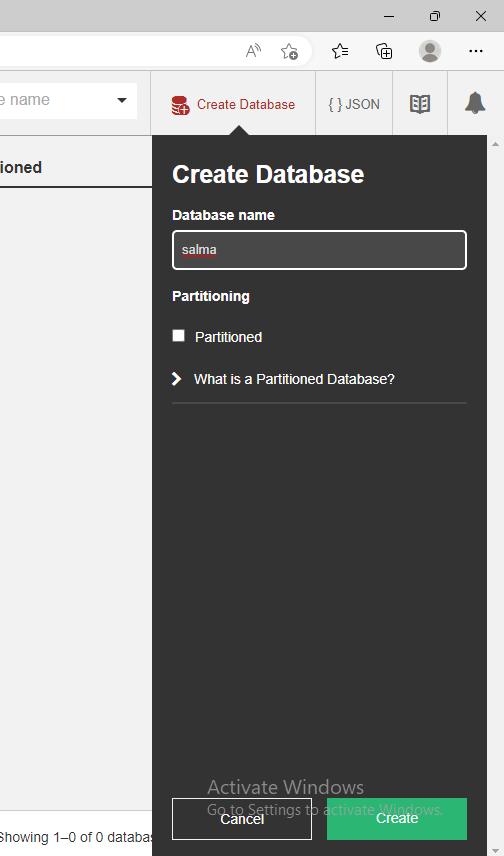 e name
Create Database
{ } JSON
ioned
Create Database
Database name
salma
Partitioning
Partitioned
What is a Partitioned Database?
Activate Windows
Go to Settings to activate Windows.
Cancel
Create
Showing 1–0 of 0 databas